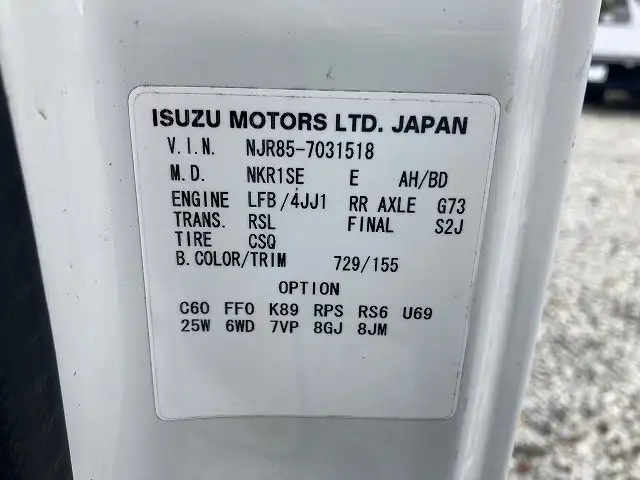 ISUZU MOTORS LTD. JAPAN
V.I.N. NJR85-7031518
M.D. NKR1SE E AH/BD
ENGINE LFB/4JJ1 RR AXLE G73
TRANS. RSL FINAL S2J
TIRE CSQ
B.COLOR/TRIM 729/155
OPTION
C60 FF0 K89 RPS RS6 U69
25W 6WD 7VP 8GJ 8JM